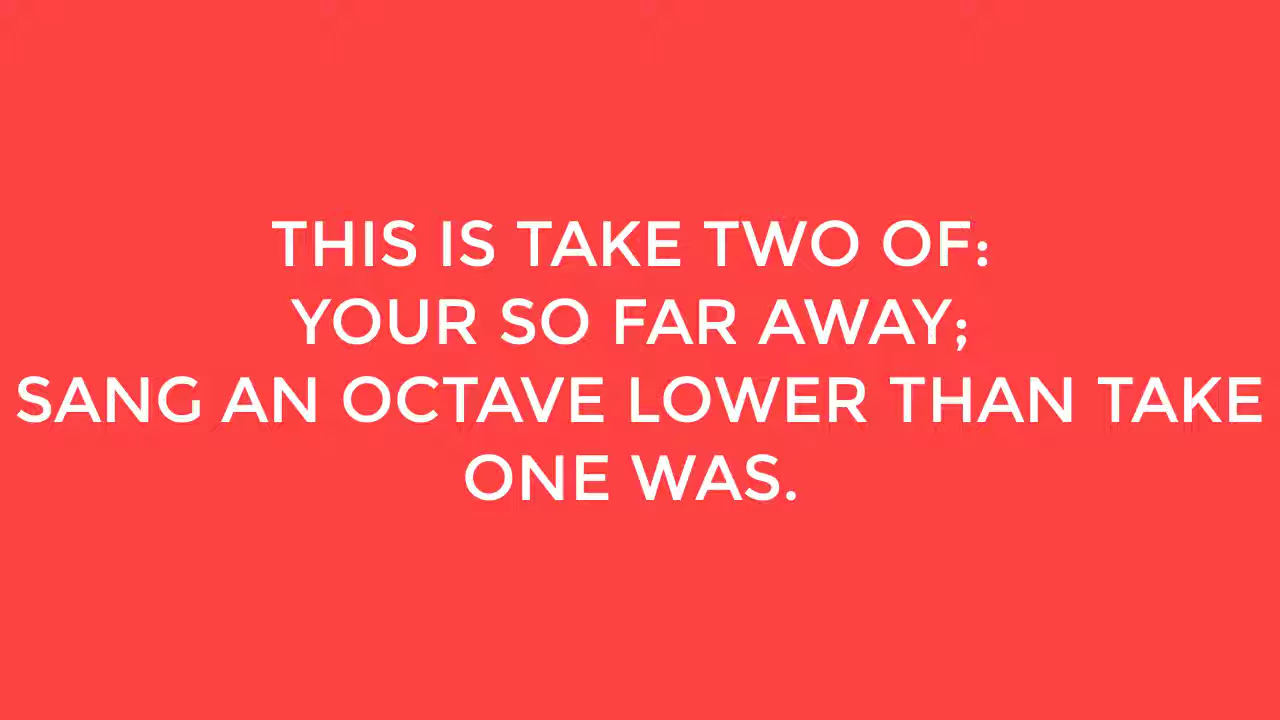 THIS IS TAKE TWO OF:
YOUR SO FAR AWAY;
SANG AN OCTAVE LOWER THAN TAKE
ONE WAS.